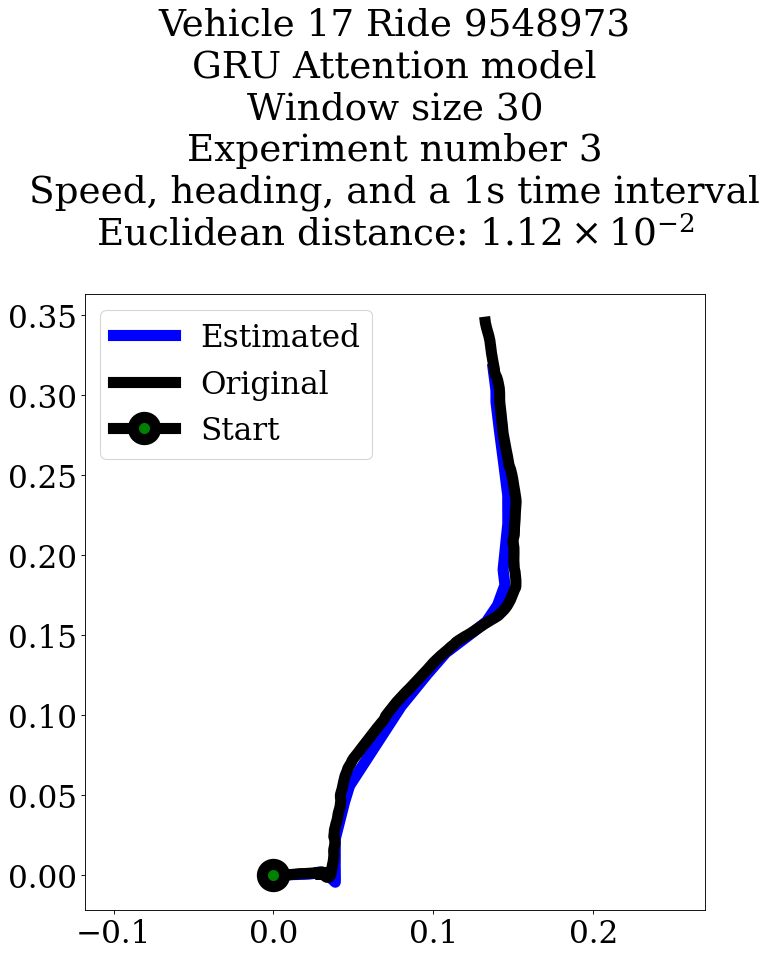 Vehicle 17 Ride 9548973
GRU Attention model
Window size 30
Experiment number 3
Speed, heading, and a 1s time interval
Euclidean distance: 1.12 × 10⁻²
Estimated
Original
Start
0.35
0.30
0.25
0.20
0.15
0.10
0.05
0.00
−0.1 0.0 0.1 0.2